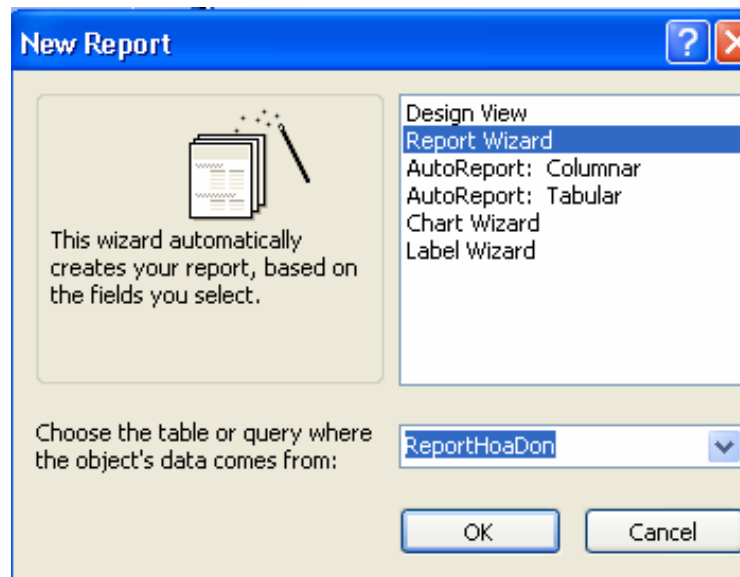 New Report
Design View
Report Wizard
AutoReport: Columnar
AutoReport: Tabular
Chart Wizard
Label Wizard
This wizard automatically
creates your report, based on
the fields you select.
Choose the table or query where
the object's data comes from:
ReportHoaDon
OK
Cancel